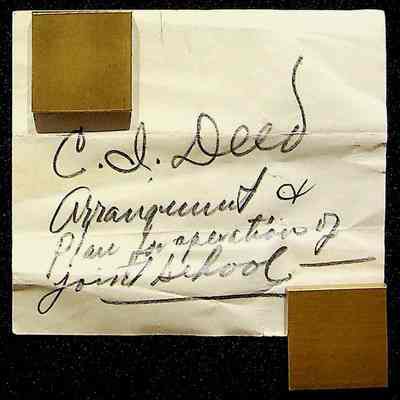 C. I. Deed
Arrangement &
Plan for operation of
joint school —